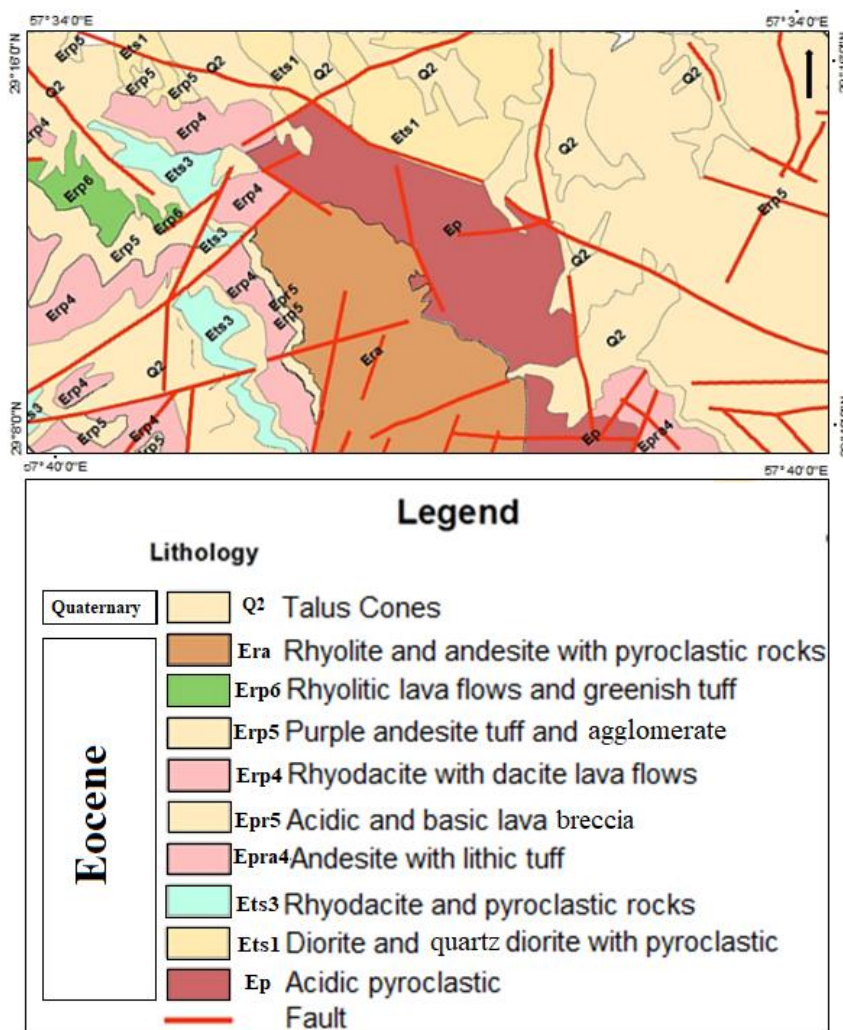 57°34'0"E
57°34'0"E
29°16'0"N
Erp5
Ets1
Q2
Erp5
Erp5
Q2
Ets1
Q2
Q2
Q2
Erp4
Erp4
Ets1
Q2
Ets3
Erp6
Erp4
Erp6
Erp5
Ets3
Ep
Erp5
Q2
Erp4
Erp4
Epr5
Erp5
Ets3
Q2
Era
Q2
Erp4
Erp4
Erp5
Ep
Epra4
29°8'0"N
57°40'0"E
57°40'0"E
Legend
Lithology
Quaternary Q2 Talus Cones
Era Rhyolite and andesite with pyroclastic rocks
Erp6 Rhyolitic lava flows and greenish tuff
Erp5 Purple andesite tuff and agglomerate
Erp4 Rhyodacite with dacite lava flows
Eocene
Epr5 Acidic and basic lava breccia
Epra4 Andesite with lithic tuff
Ets3 Rhyodacite and pyroclastic rocks
Ets1 Diorite and quartz diorite with pyroclastic
Ep Acidic pyroclastic
Fault